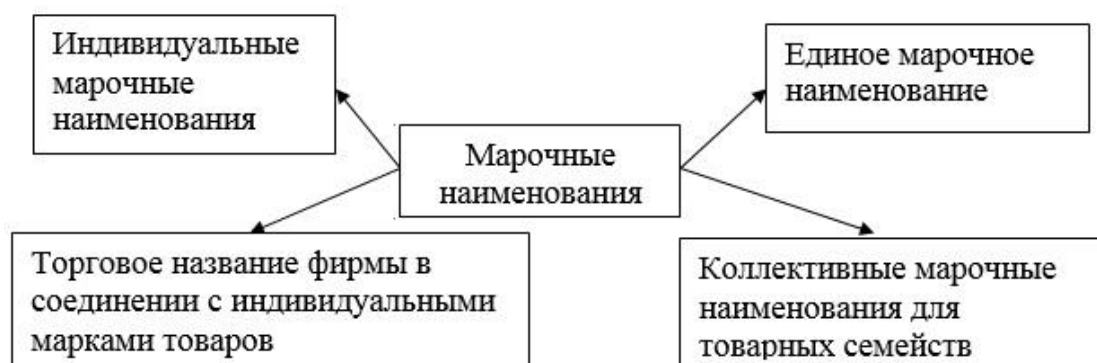 Индивидуальные
марочные
наименования
Единое марочное
наименование
Марочные
наименования
Торговое название фирмы в
соединении с индивидуальными
марками товаров
Коллективные марочные
наименования для
товарных семейств